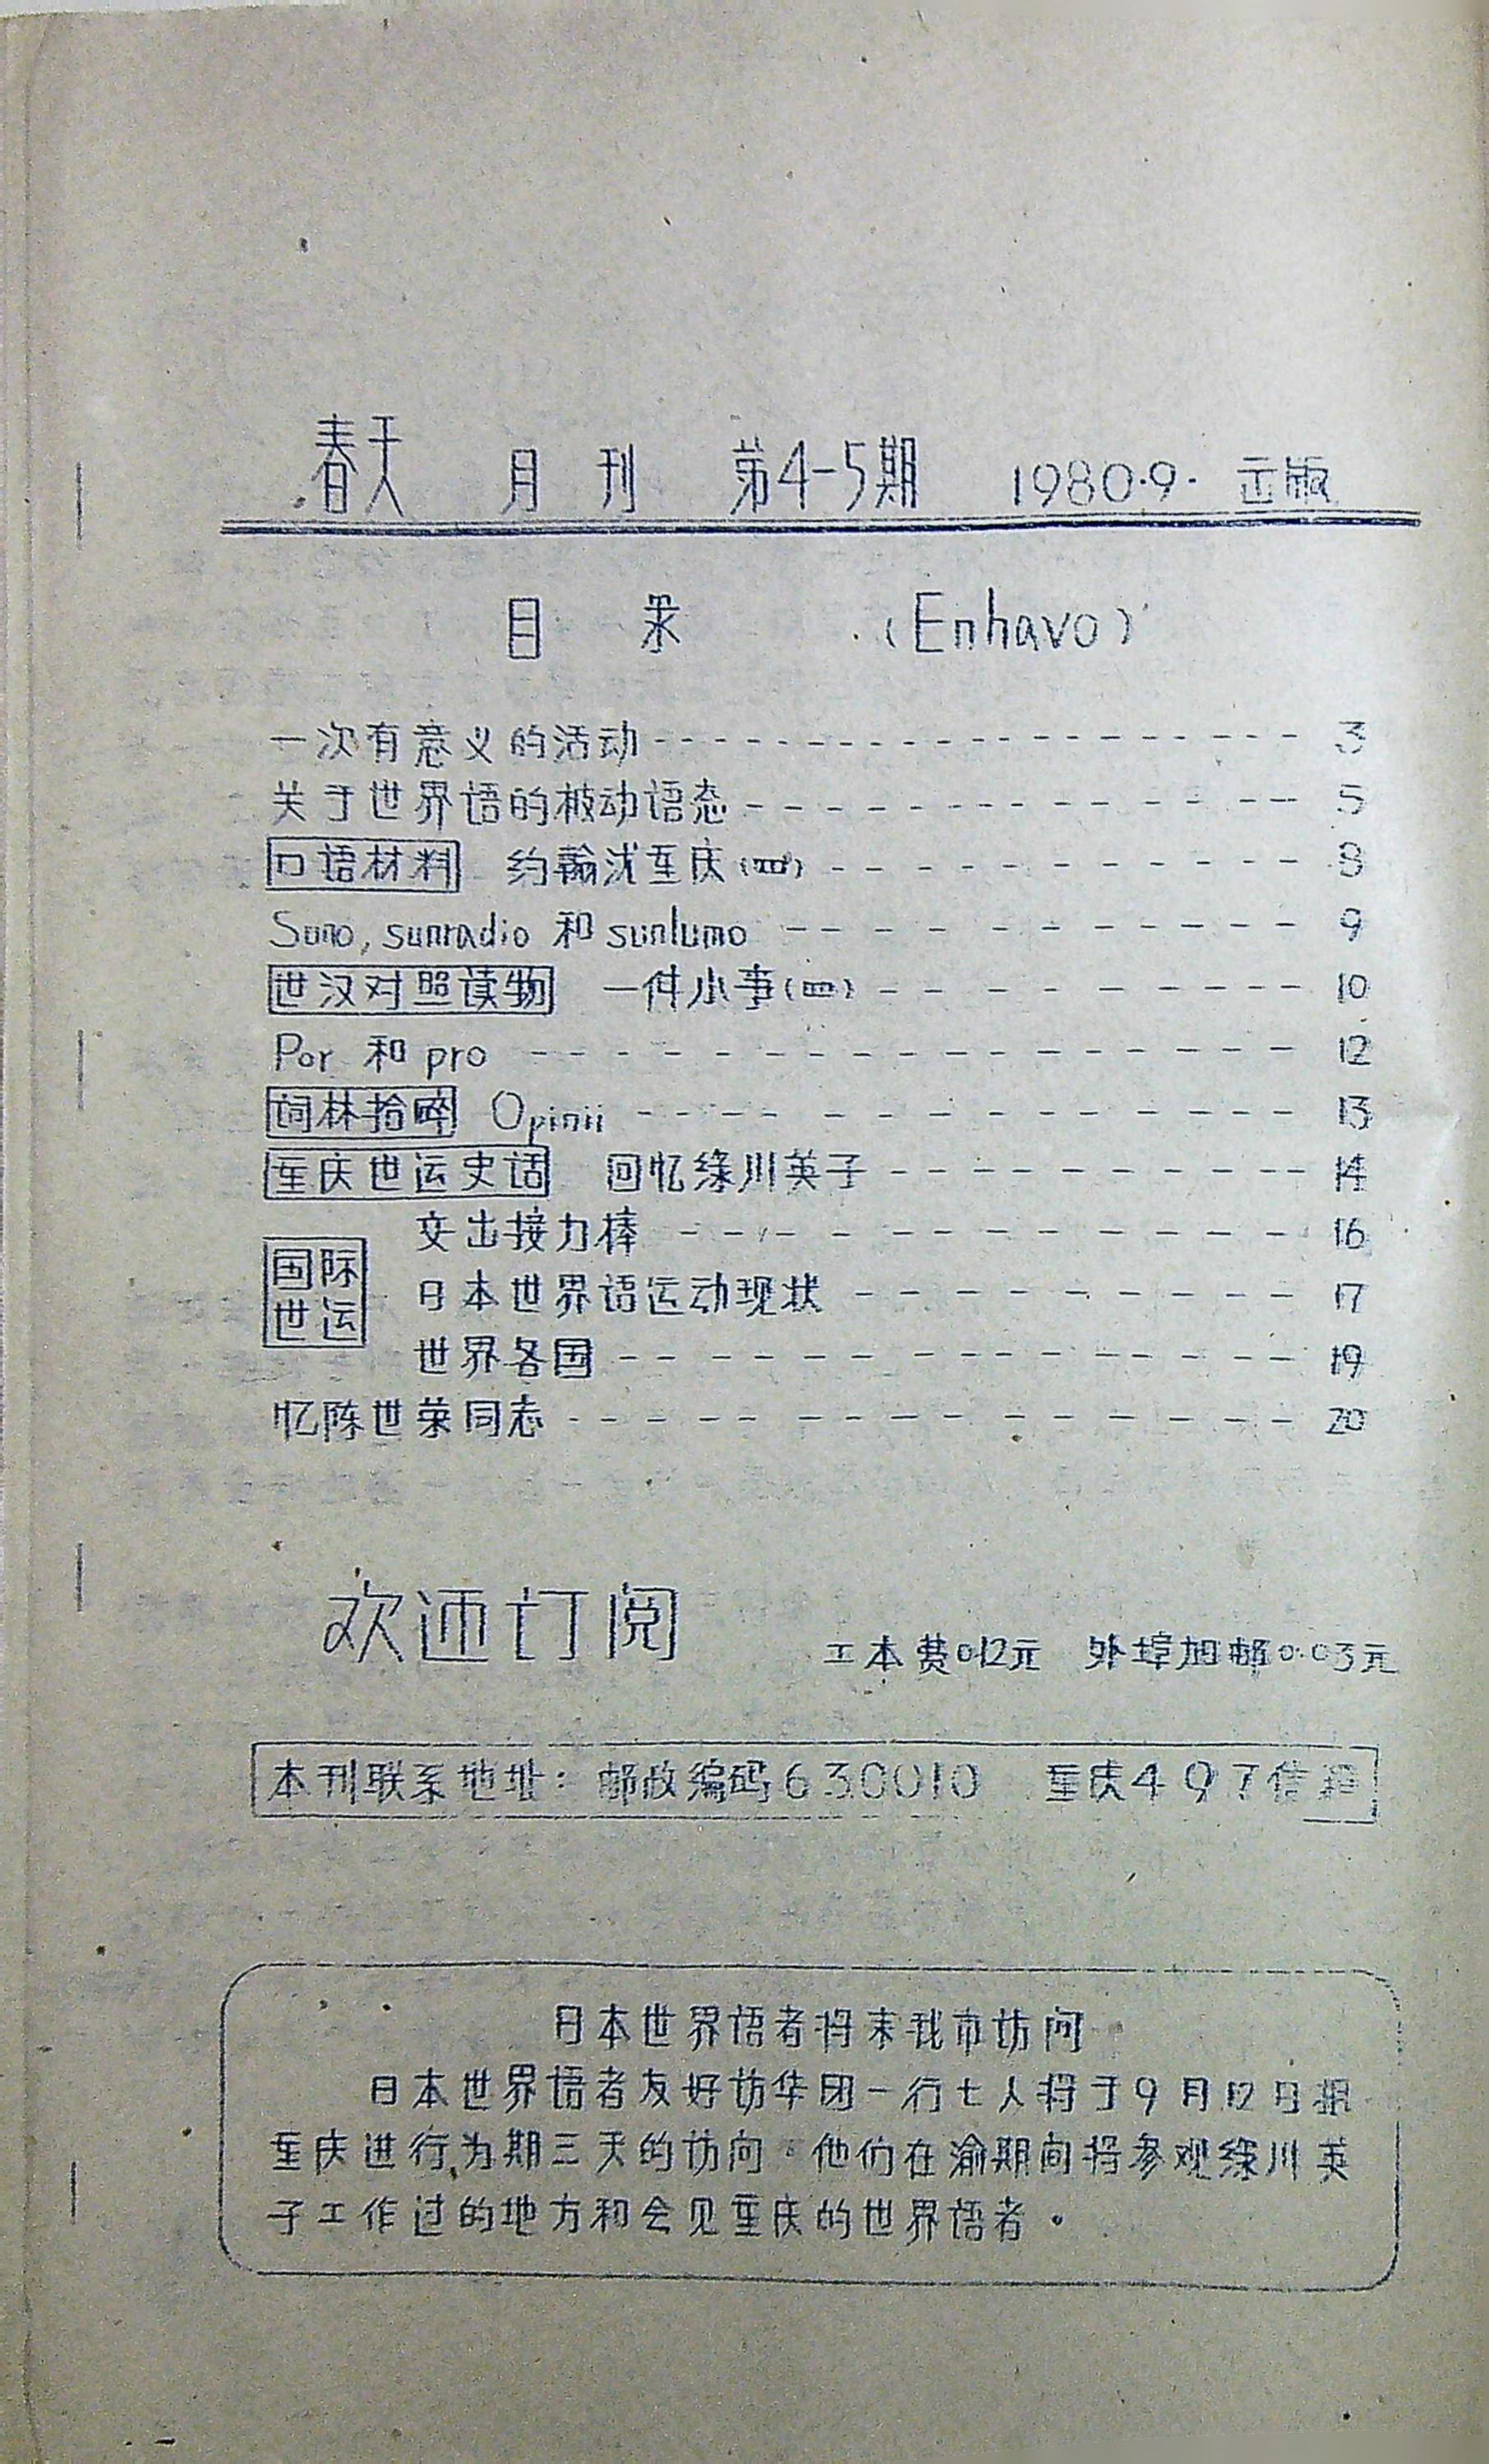 春天 月刊 第4-5期 1980.9. 出版
目录 (Enhavo)
一次有意义的活动 3
关于世界语的被动语态 5
口语材料 约翰游重庆(四) 8
Suno, sunradio 和 sunlumo 9
世汉对照读物 一件小事(四) 10
Por 和 pro 12
词林拾碎 Opinii 13
重庆世运史话 回忆绿川英子 14
国际世运
交出接力棒 16
日本世界语运动现状 17
世界各国 19
忆陈世荣同志 20
欢迎订阅 工本费0.12元 外埠加邮0.03元
本刊联系地址: 邮政编码630010 重庆497信箱
日本世界语者将来我市访问
日本世界语者友好访华团一行七人将于9月12日抵
重庆进行为期三天的访问。他们在渝期间将参观绿川英
子工作过的地方和会见重庆的世界语者。